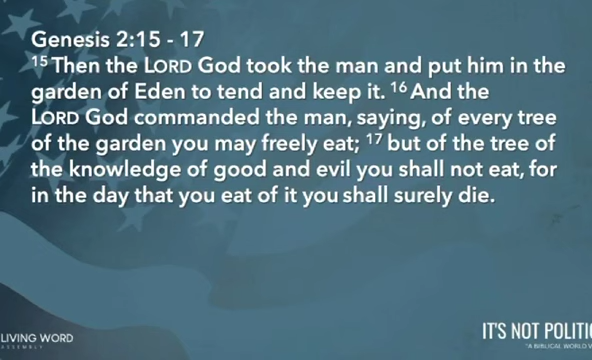 Genesis 2:15 - 17
15 Then the LORD God took the man and put him in the
garden of Eden to tend and keep it. 16 And the
LORD God commanded the man, saying, of every tree
of the garden you may freely eat; 17 but of the tree of
the knowledge of good and evil you shall not eat, for
in the day that you eat of it you shall surely die.
LIVING WORD
ASSEMBLY
IT'S NOT POLITIC
"A BIBLICAL WORLD V